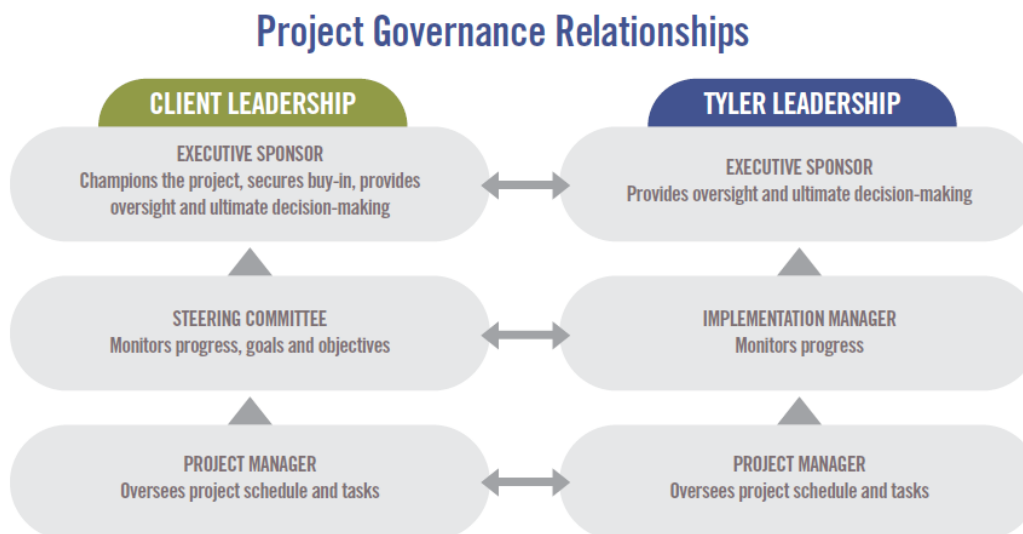 Project Governance Relationships
CLIENT LEADERSHIP
EXECUTIVE SPONSOR
Champions the project, secures buy-in, provides
oversight and ultimate decision-making
STEERING COMMITTEE
Monitors progress, goals and objectives
PROJECT MANAGER
Oversees project schedule and tasks
TYLER LEADERSHIP
EXECUTIVE SPONSOR
Provides oversight and ultimate decision-making
IMPLEMENTATION MANAGER
Monitors progress
PROJECT MANAGER
Oversees project schedule and tasks